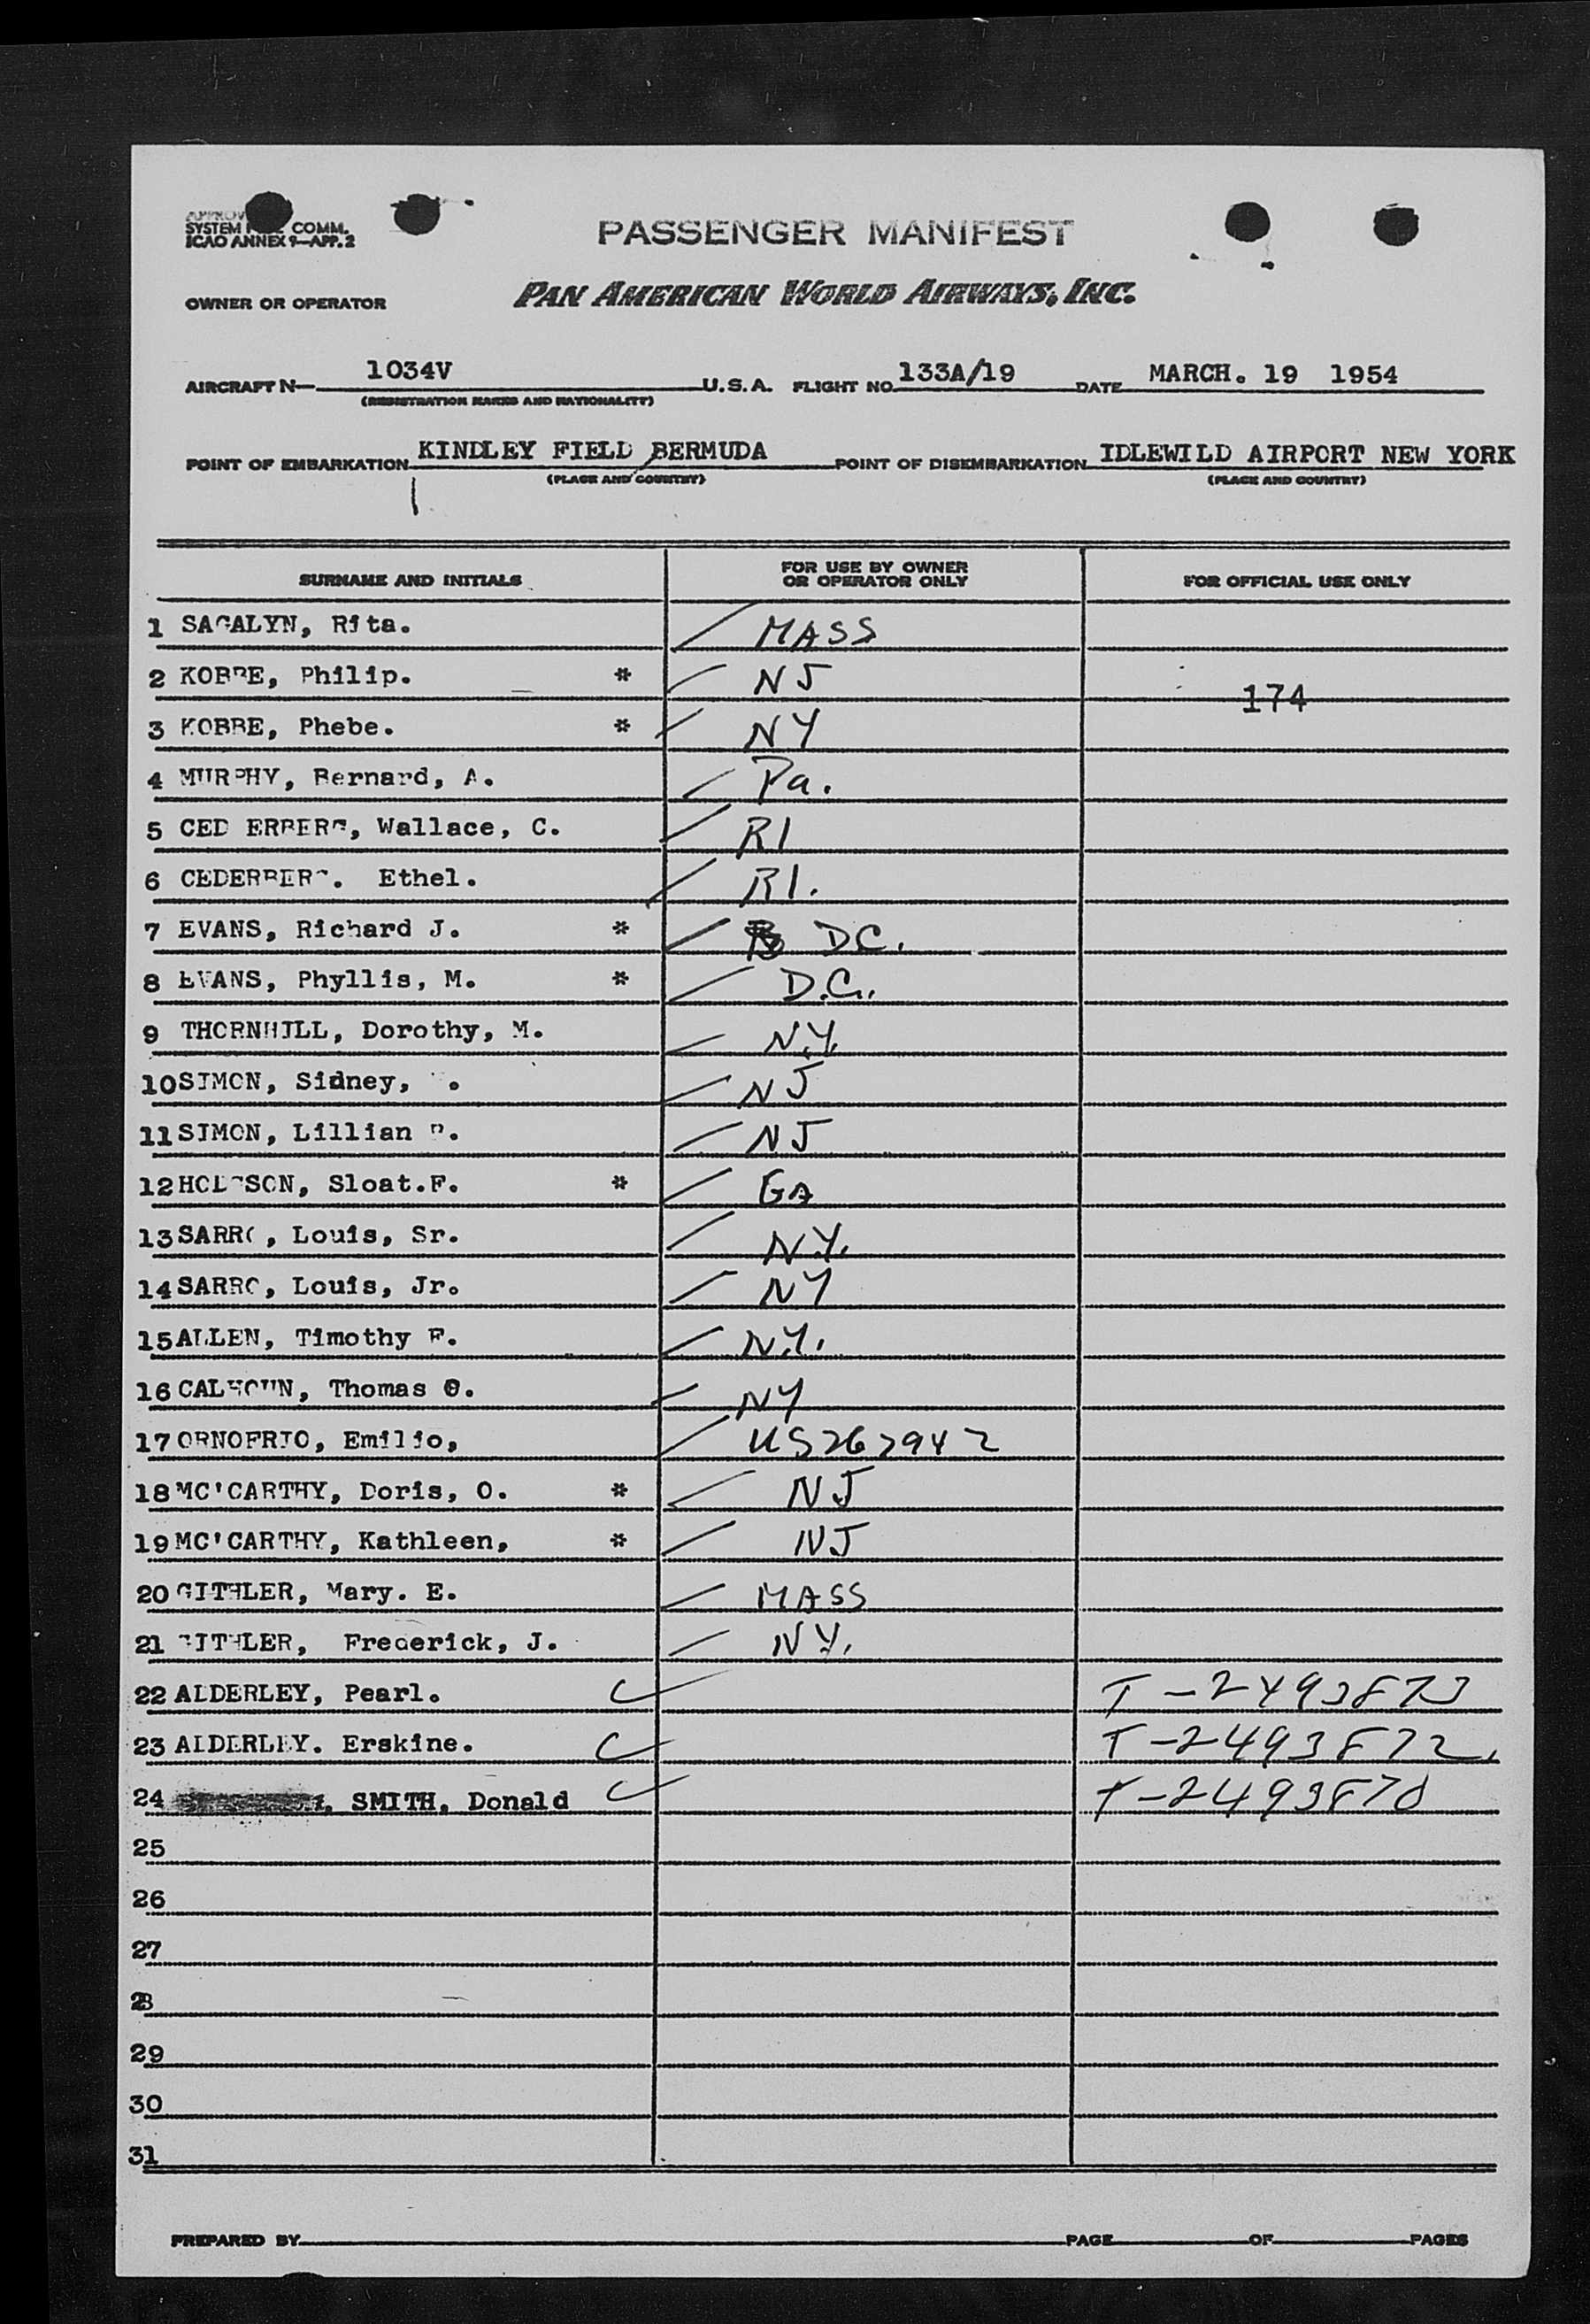 SYSTEM COMM.
ICAO ANNEX 9—APP. 2
PASSENGER MANIFEST
OWNER OR OPERATOR PAN AMERICAN WORLD AIRWAYS, INC.
AIRCRAFT N— 1034V U.S.A. FLIGHT NO. 133A/19 DATE MARCH. 19 1954
(REGISTRATION MARKS AND NATIONALITY)
POINT OF EMBARKATION KINDLEY FIELD BERMUDA POINT OF DISEMBARKATION IDLEWILD AIRPORT NEW YORK
(PLACE AND COUNTRY) (PLACE AND COUNTRY)
SURNAME AND INITIALS FOR USE BY OWNER OR OPERATOR ONLY FOR OFFICIAL USE ONLY
1 SAGALYN, Rita. MASS
2 KOBBE, Philip. * NJ 174
3 KOBBE, Phebe. * NY
4 MURPHY, Bernard, A. Pa.
5 CED ERBERG, Wallace, C. RI
6 CEDERBERG. Ethel. RI.
7 EVANS, Richard J. * DC.
8 EVANS, Phyllis, M. * D.C.
9 THORNHILL, Dorothy, M. N.Y.
10 SIMON, Sidney, NJ
11 SIMON, Lillian NJ
12 HODGSON, Sloat.F. * GA
13 SARRO, Louis, Sr. N.Y.
14 SARRO, Louis, Jr. NY
15 ALLEN, Timothy F. N.Y.
16 CALHOUN, Thomas O. NY
17 ORNOFRIO, Emilio, US267942
18 MC'CARTHY, Doris, O. * NJ
19 MC'CARTHY, Kathleen, * NJ
20 GITHLER, Mary. E. MASS
21 GITHLER, Frederick, J. NY.
22 ALDERLEY, Pearl. T-2493873
23 ALDERLEY. Erskine. T-2493872
24 SMITH, Donald T-2493870
25
26
27
28
29
30
31
PREPARED BY PAGE OF PAGES